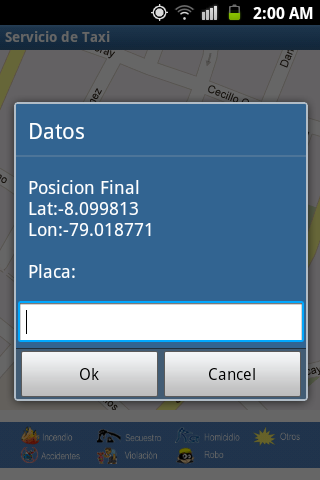 2:00 AM
Servicio de Taxi
Cecilio
Datos
Posicion Final
Lat:-8.099813
Lon:-79.018771
Placa:
Ok
Cancel
Incendio
Secuestro
Homicidio
Otros
Accidentes
Violación
Robo